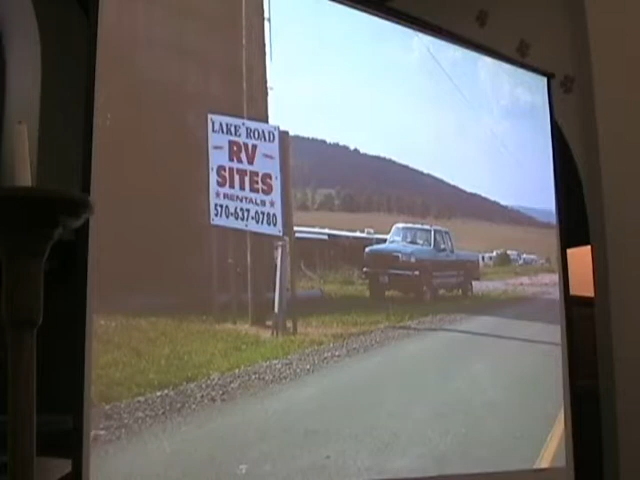 LAKE ROAD
RV
SITES
★ RENTALS ★
570-637-0780